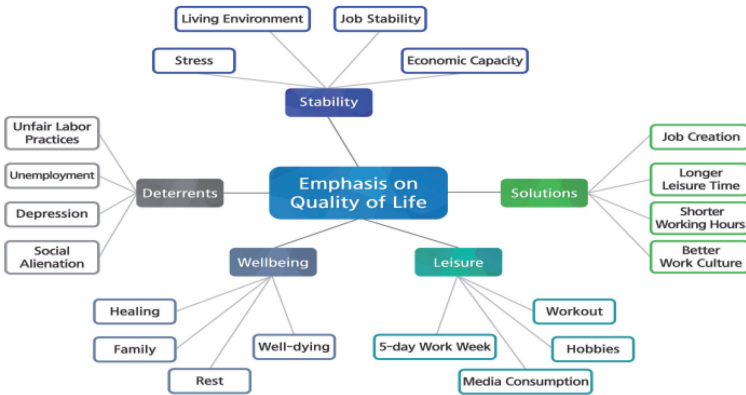 Living Environment
Job Stability
Stress
Economic Capacity
Stability
Unfair Labor
Practices
Unemployment
Depression
Social
Alienation
Deterrents
Emphasis on
Quality of Life
Solutions
Job Creation
Longer
Leisure Time
Shorter
Working Hours
Better
Work Culture
Wellbeing
Leisure
Healing
Family
Rest
Well-dying
5-day Work Week
Media Consumption
Workout
Hobbies